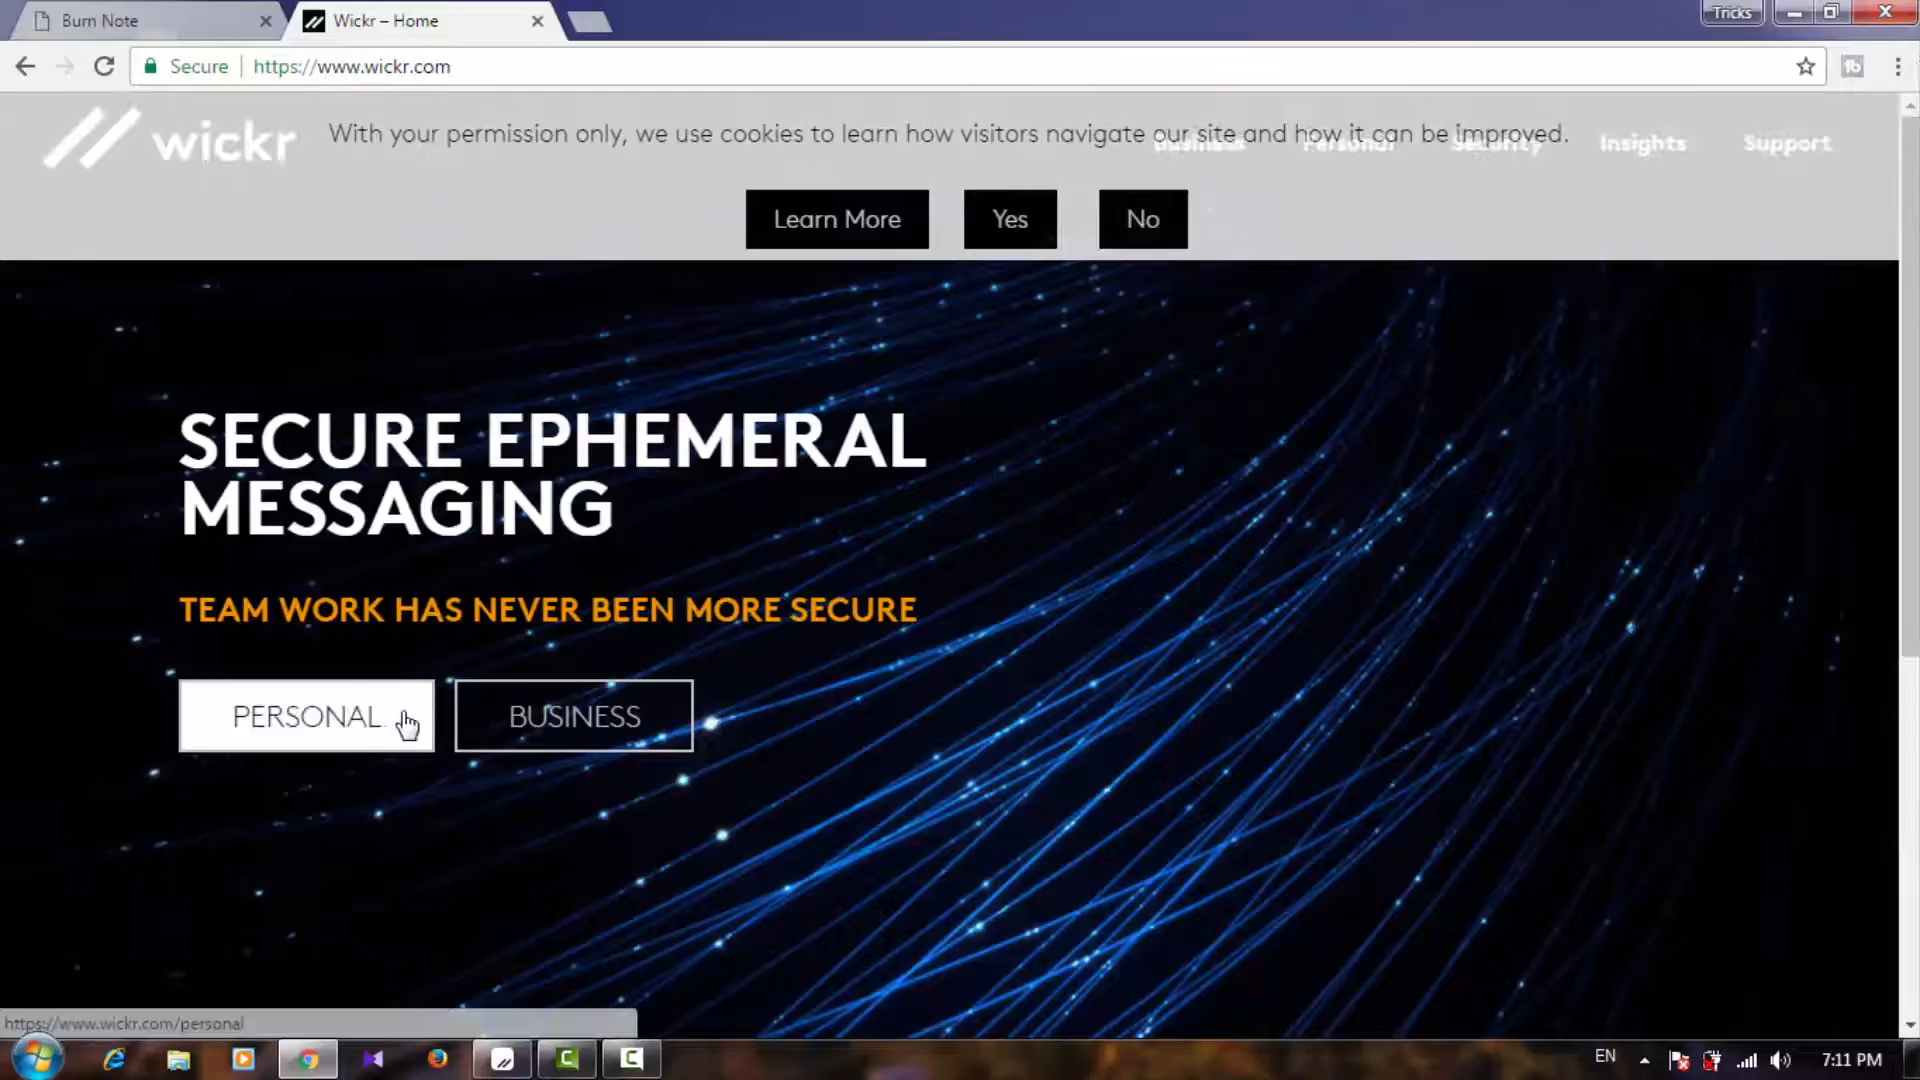 Burn Note
Wickr – Home
Tricks
Secure
https://www.wickr.com
wickr
With your permission only, we use cookies to learn how visitors navigate our site and how it can be improved.
Business
Personal
Security
Insights
Support
Learn More
Yes
No
SECURE EPHEMERAL
MESSAGING
TEAM WORK HAS NEVER BEEN MORE SECURE
PERSONAL
BUSINESS
https://www.wickr.com/personal
EN
7:11 PM